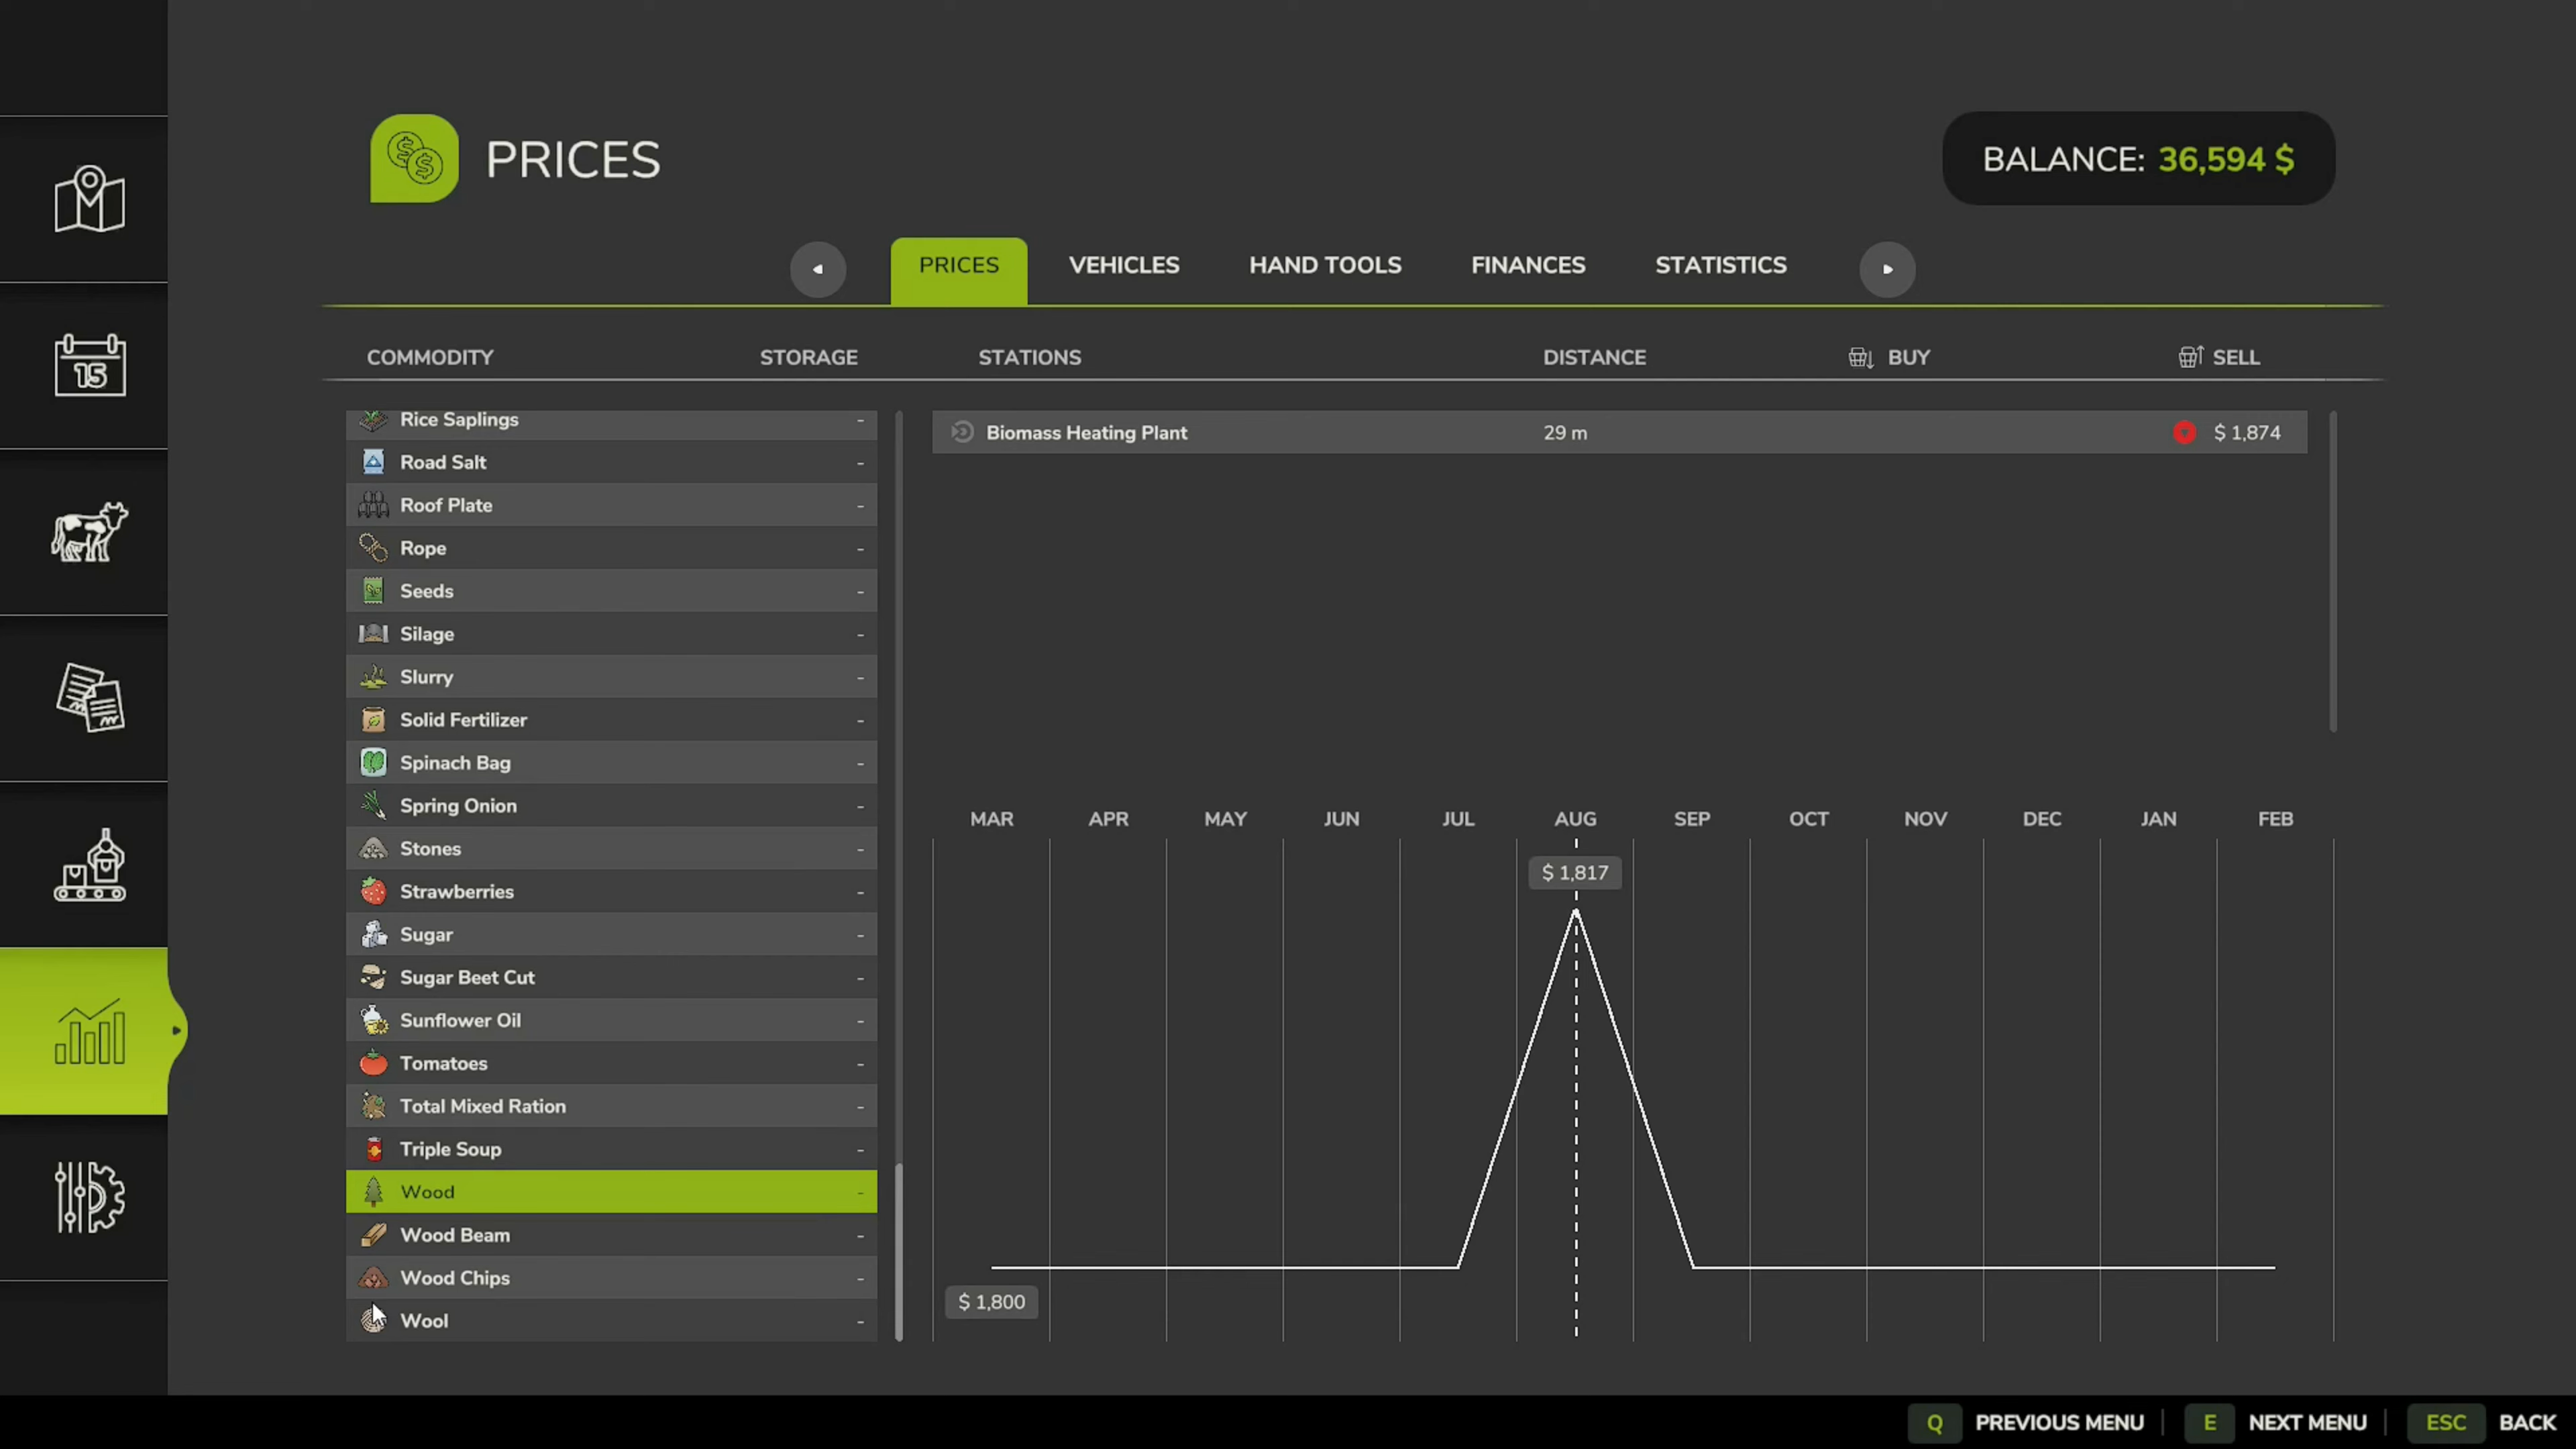 PRICES
BALANCE: 36,594 $
PRICES VEHICLES HAND TOOLS FINANCES STATISTICS
COMMODITY STORAGE STATIONS DISTANCE BUY SELL
15
Rice Saplings -
Road Salt -
Roof Plate -
Rope -
Seeds -
Silage -
Slurry -
Solid Fertilizer -
Spinach Bag -
Spring Onion -
Stones -
Strawberries -
Sugar -
Sugar Beet Cut -
Sunflower Oil -
Tomatoes -
Total Mixed Ration -
Triple Soup -
Wood -
Wood Beam -
Wood Chips -
Wool -
Biomass Heating Plant 29 m $ 1,874
MAR APR MAY JUN JUL AUG SEP OCT NOV DEC JAN FEB
$ 1,817
$ 1,800
Q PREVIOUS MENU E NEXT MENU ESC BACK